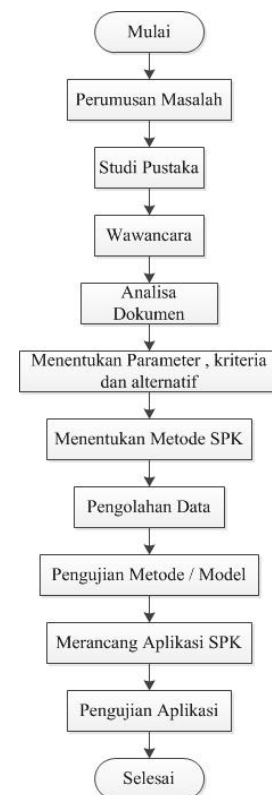 Mulai
Perumusan Masalah
Studi Pustaka
Wawancara
Analisa
Dokumen
Menentukan Parameter , kriteria
dan alternatif
Menentukan Metode SPK
Pengolahan Data
Pengujian Metode / Model
Merancang Aplikasi SPK
Pengujian Aplikasi
Selesai